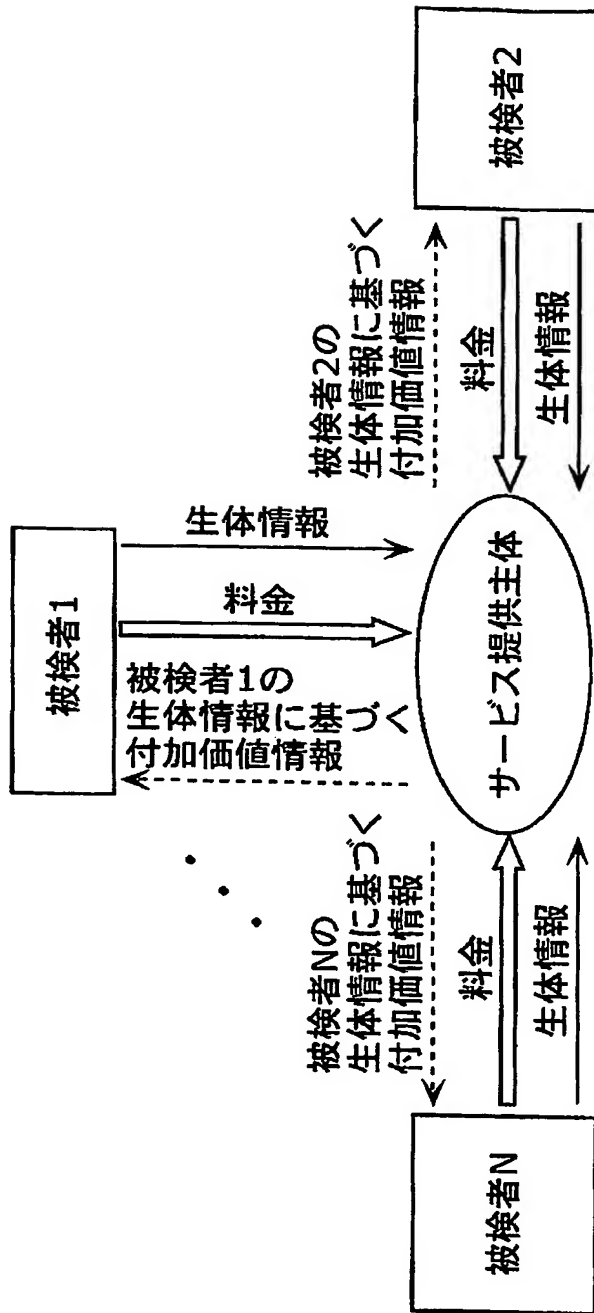 被検者1
生体情報
料金
被検者1の
生体情報に基づく
付加価値情報
被検者Nの
生体情報に基づく
付加価値情報
料金
生体情報
被検者N
サービス提供主体
被検者2の
生体情報に基づく
付加価値情報
料金
生体情報
被検者2